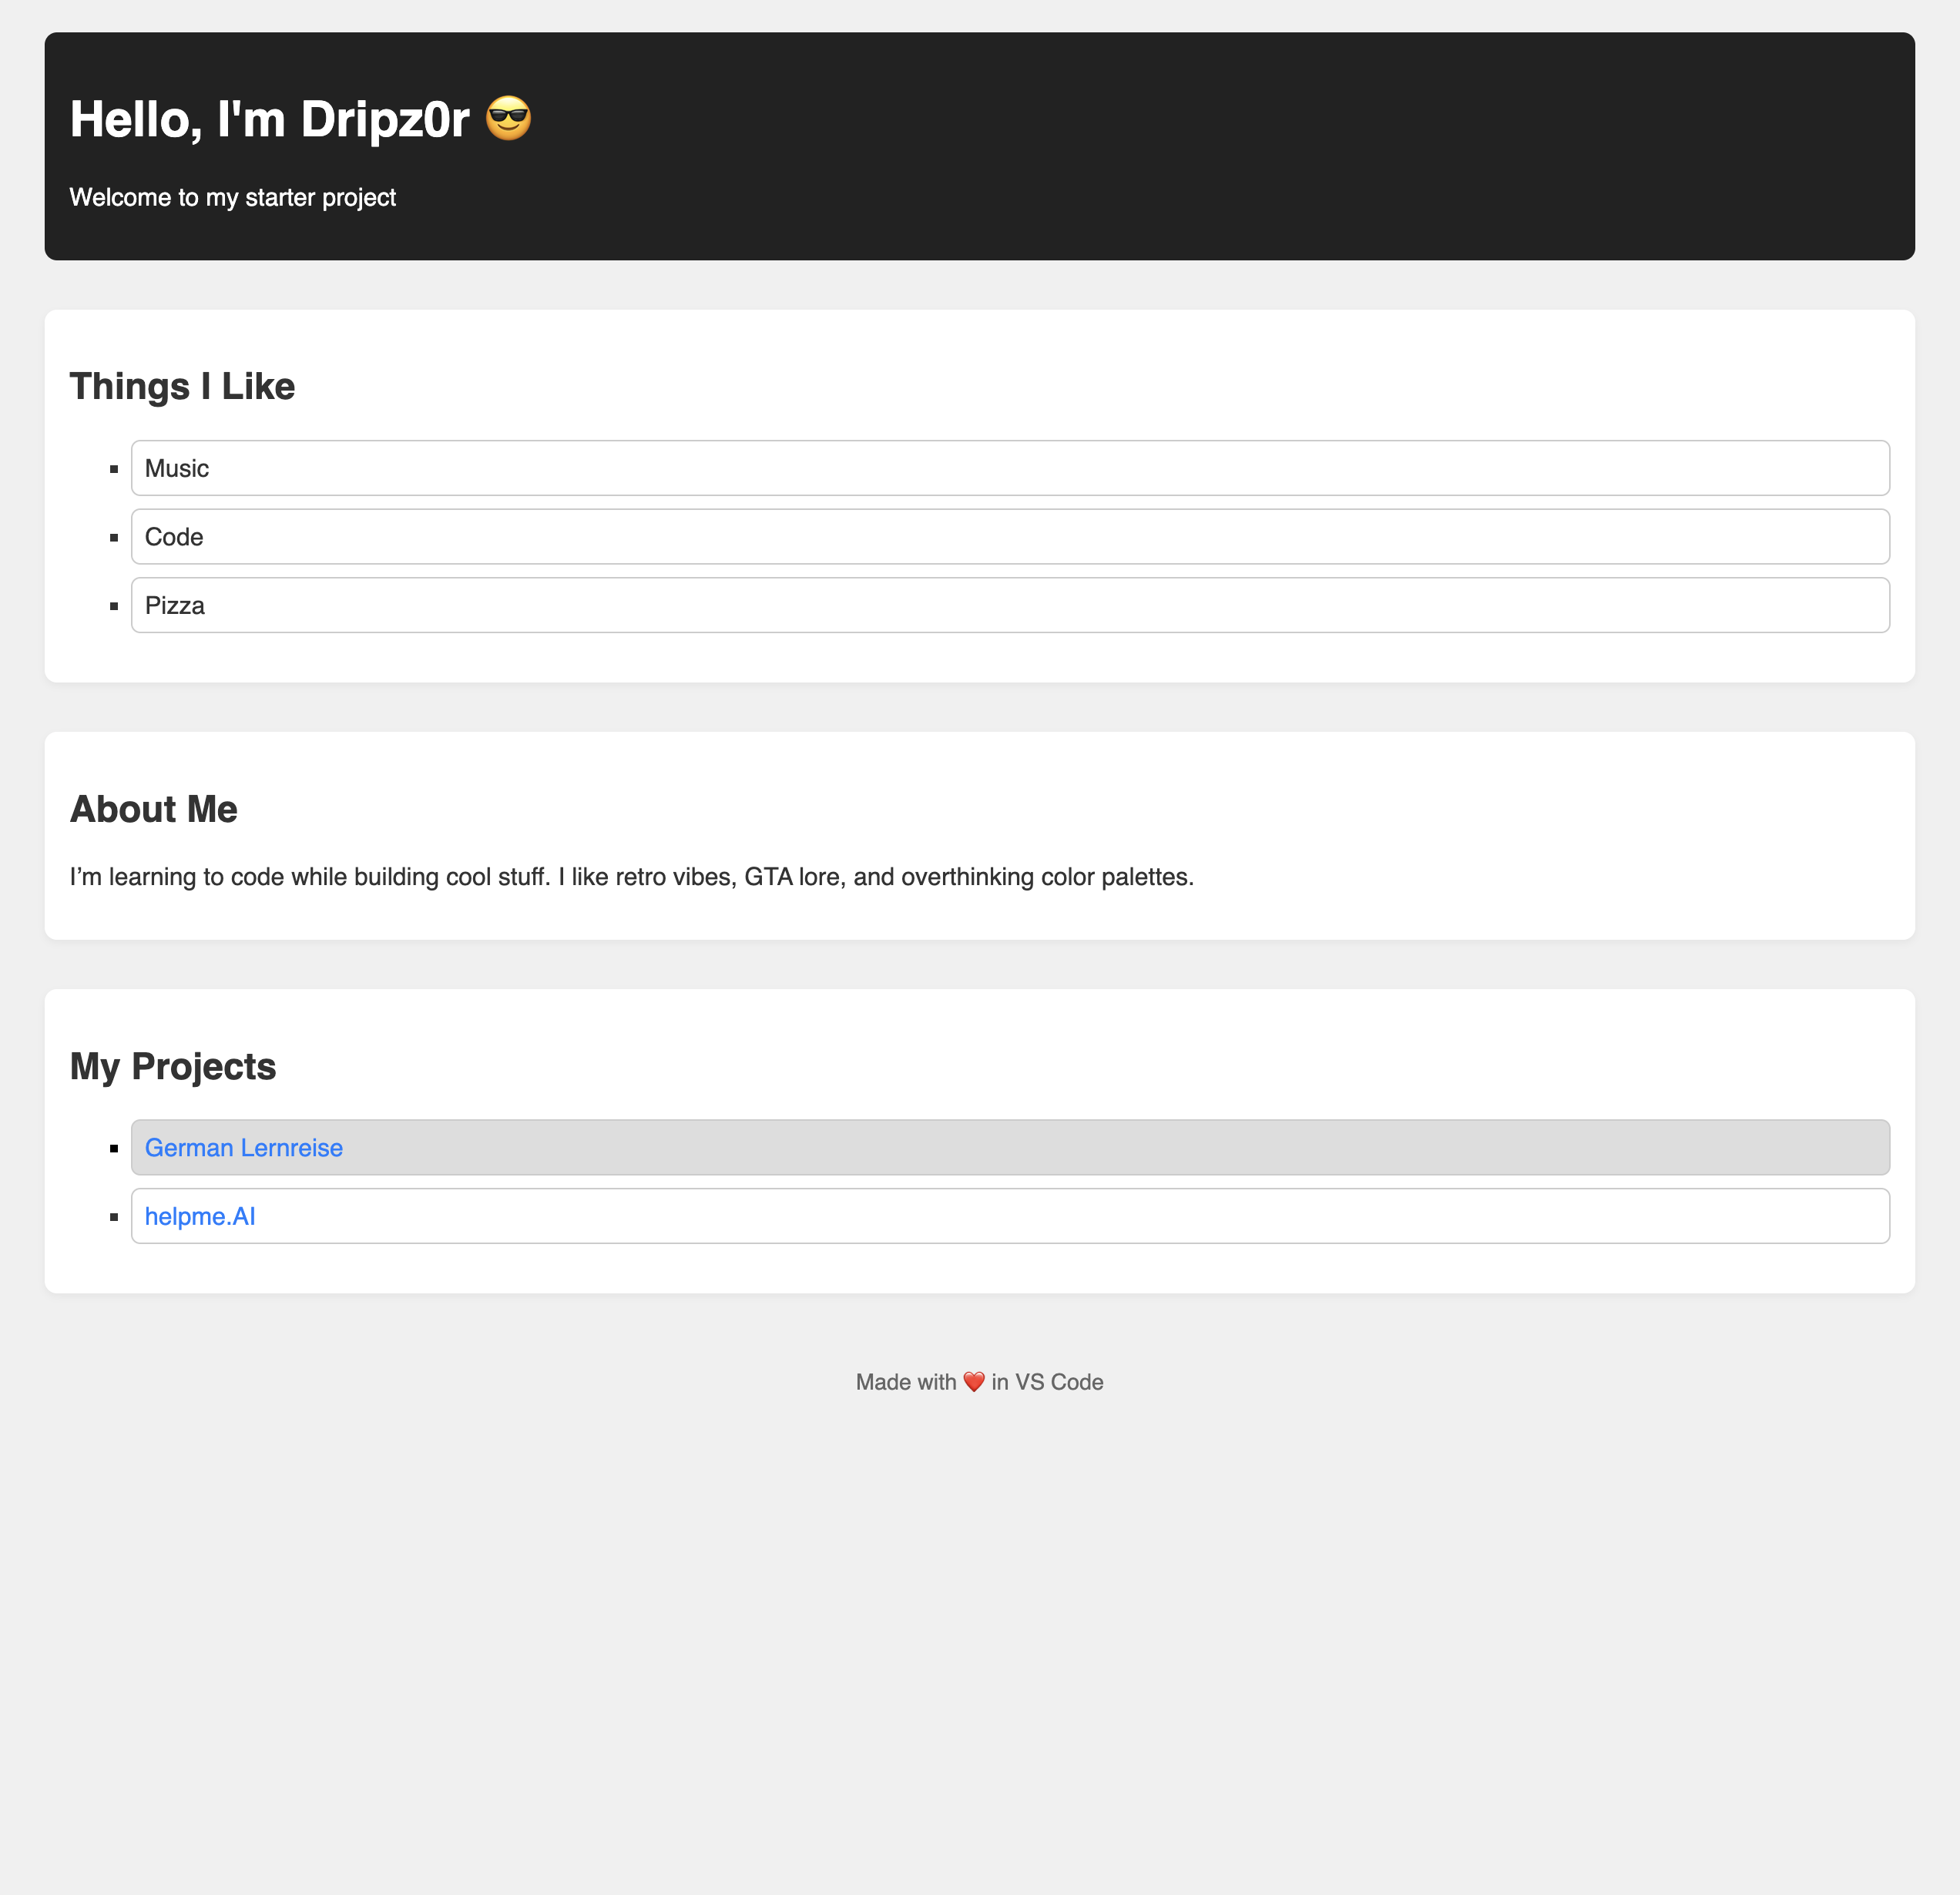 Hello, I'm Dripz0r 😎
Welcome to my starter project
Things I Like
Music
Code
Pizza
About Me
I’m learning to code while building cool stuff. I like retro vibes, GTA lore, and overthinking color palettes.
My Projects
German Lernreise
helpme.AI
Made with ❤️ in VS Code